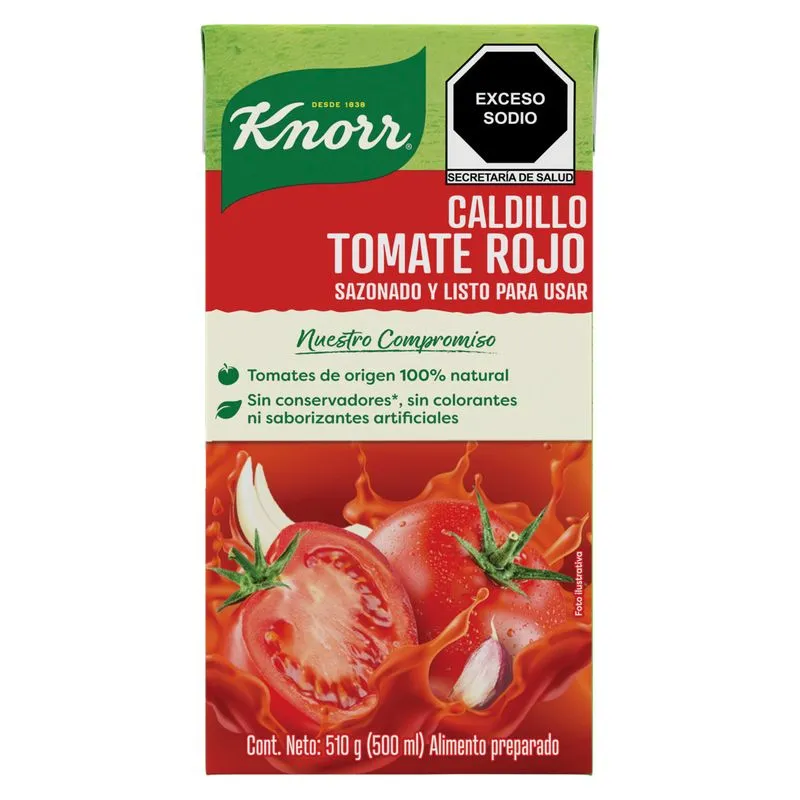 DESDE 1838
Knorr®
EXCESO
SODIO
SECRETARÍA DE SALUD
CALDILLO
TOMATE ROJO
SAZONADO Y LISTO PARA USAR
Nuestro Compromiso
Tomates de origen 100% natural
Sin conservadores*, sin colorantes
ni saborizantes artificiales
Foto ilustrativa
Cont. Neto: 510 g (500 ml) Alimento preparado